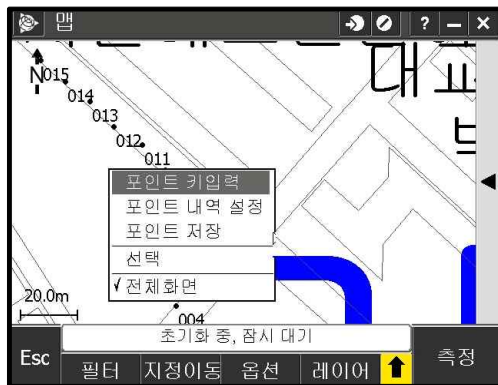 맵
? – ×
대
N
015
014
013
012
011
포인트 키입력
포인트 내역 설정
포인트 저장
선택
✓전체화면
20.0m
004
초기화 중, 잠시 대기
Esc
필터 지정이동 옵션 레이어
측정